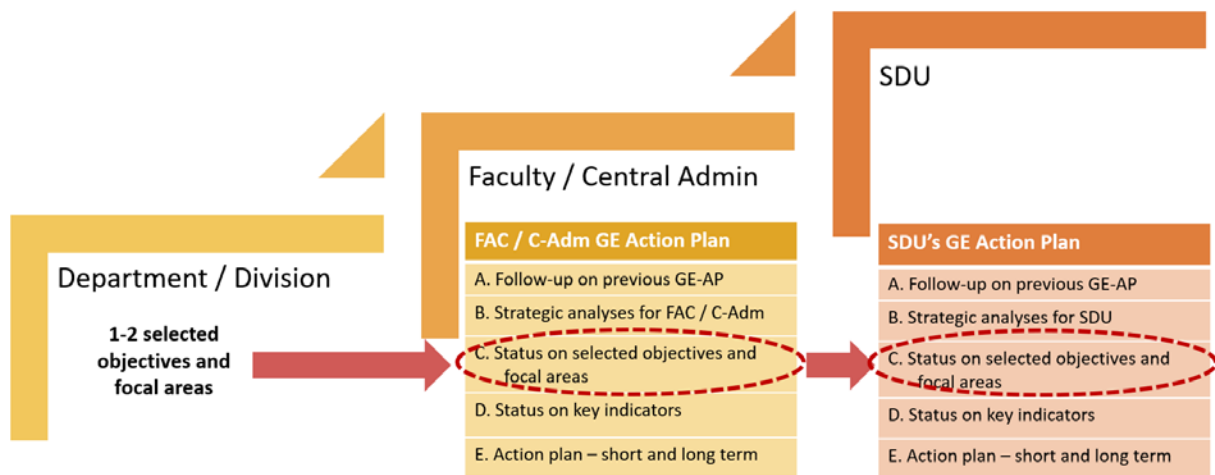 Department / Division
1-2 selected
objectives and
focal areas
Faculty / Central Admin
FAC / C-Adm GE Action Plan
A. Follow-up on previous GE-AP
B. Strategic analyses for FAC / C-Adm
C. Status on selected objectives and
focal areas
D. Status on key indicators
E. Action plan – short and long term
SDU
SDU's GE Action Plan
A. Follow-up on previous GE-AP
B. Strategic analyses for SDU
C. Status on selected objectives and
focal areas
D. Status on key indicators
E. Action plan – short and long term